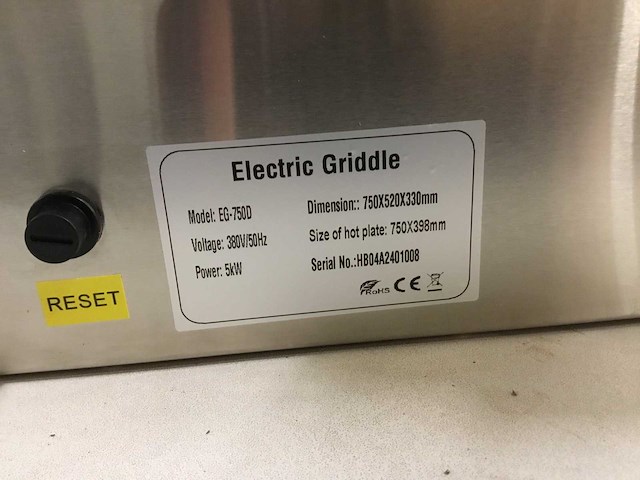 Electric Griddle
Model: EG-750D
Voltage: 380V/50Hz
Power: 5kW
Dimension:: 750X520X330mm
Size of hot plate: 750X398mm
Serial No.:HB04A2401008
RoHS CE
RESET